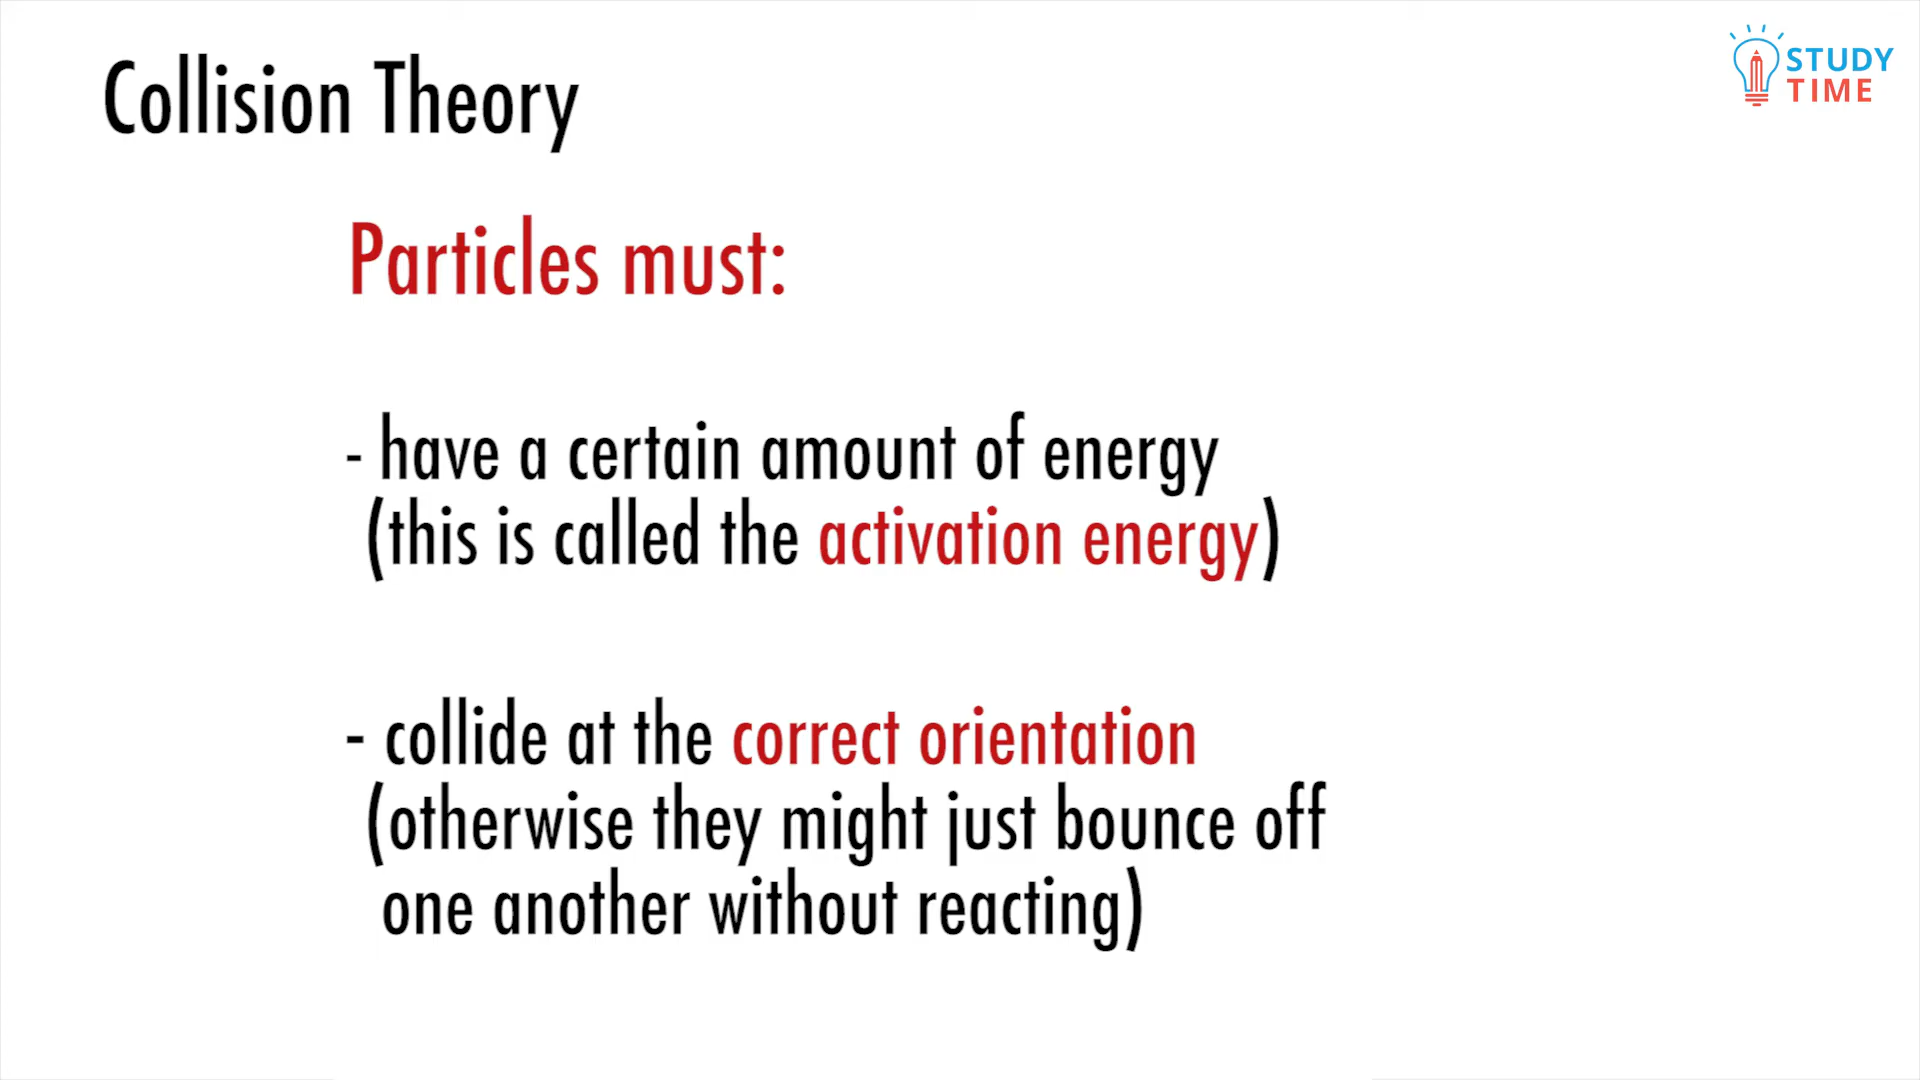 Collision Theory
STUDY
TIME
Particles must:
- have a certain amount of energy
(this is called the activation energy)
- collide at the correct orientation
(otherwise they might just bounce off
one another without reacting)